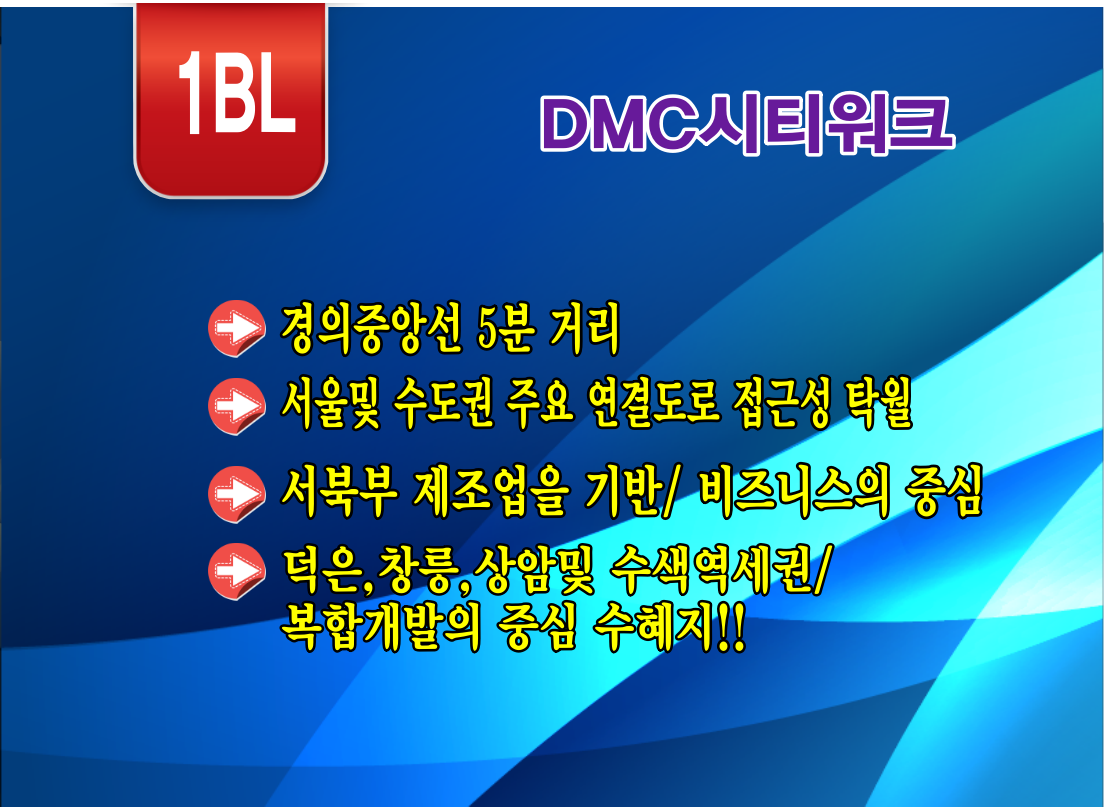 1BL
DMC시티워크
경의중앙선 5분 거리
서울및 수도권 주요 연결도로 접근성 탁월
서북부 제조업을 기반/ 비즈니스의 중심
덕은,창릉,상암및 수색역세권/
복합개발의 중심 수혜지!!